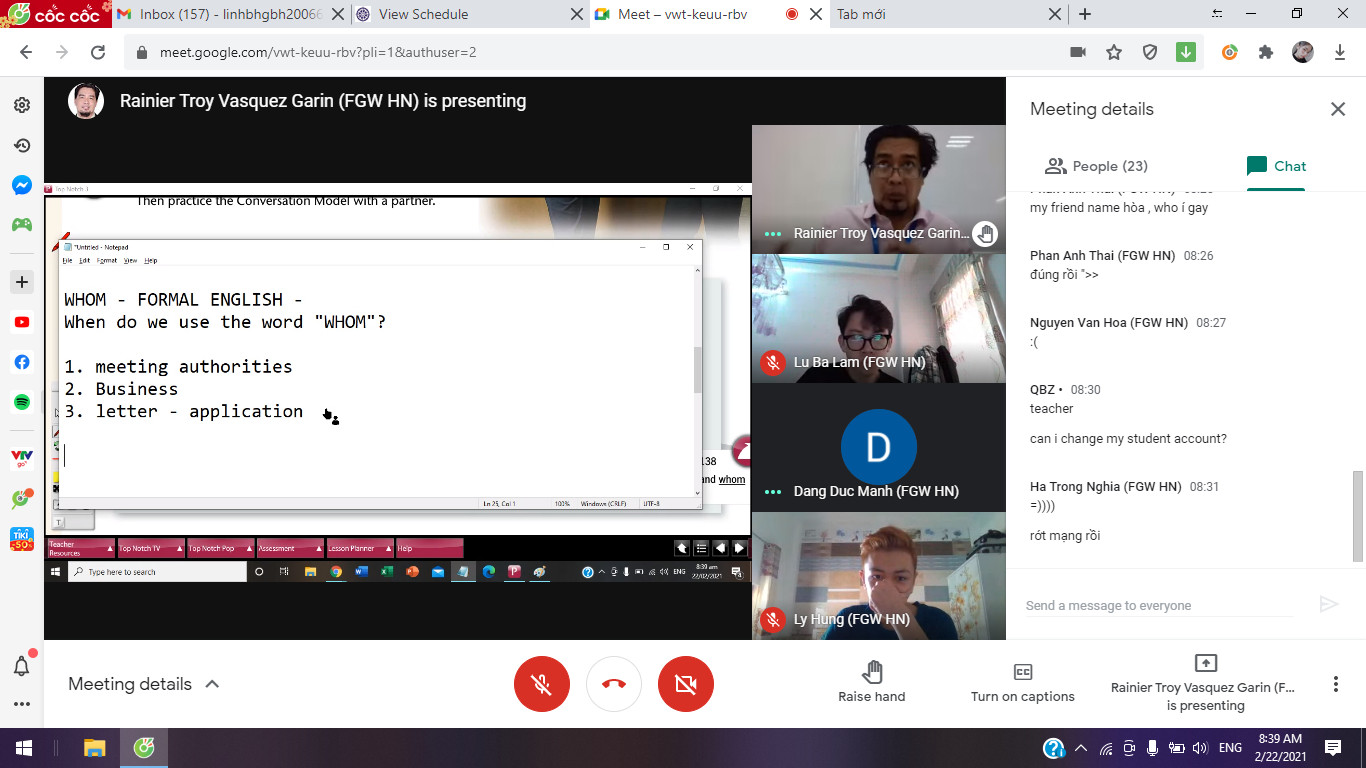 cốc cốc
Inbox (157) - linhbhgbh20066
View Schedule
Meet – vwt-keuu-rbv
Tab mới
meet.google.com/vwt-keuu-rbv?pli=1&authuser=2
Rainier Troy Vasquez Garin (FGW HN) is presenting
Top Notch 3
Then practice the Conversation Model with a partner.
*Untitled - Notepad
File Edit Format View Help
WHOM - FORMAL ENGLISH -
When do we use the word "WHOM"?
1. meeting authorities
2. Business
3. letter - application
138
and whom
Ln 25, Col 1
100%
Windows (CRLF)
UTF-8
Teacher
Resources
Top Notch TV
Top Notch Pop
Assessment
Lesson Planner
Help
Type here to search
ENG
8:39 am
22/02/2021
Rainier Troy Vasquez Garin...
Lu Ba Lam (FGW HN)
D
Dang Duc Manh (FGW HN)
Ly Hung (FGW HN)
Meeting details
People (23)
Chat
my friend name hòa , who í gay
Phan Anh Thai (FGW HN) 08:26
đúng rồi ">>
Nguyen Van Hoa (FGW HN) 08:27
:(
QBZ • 08:30
teacher
can i change my student account?
Ha Trong Nghia (FGW HN) 08:31
=))))
rớt mạng rồi
Send a message to everyone
VTV
go
TIKI
-50%
Meeting details
Raise hand
Turn on captions
Rainier Troy Vasquez Garin (F...
is presenting
ENG
8:39 AM
2/22/2021